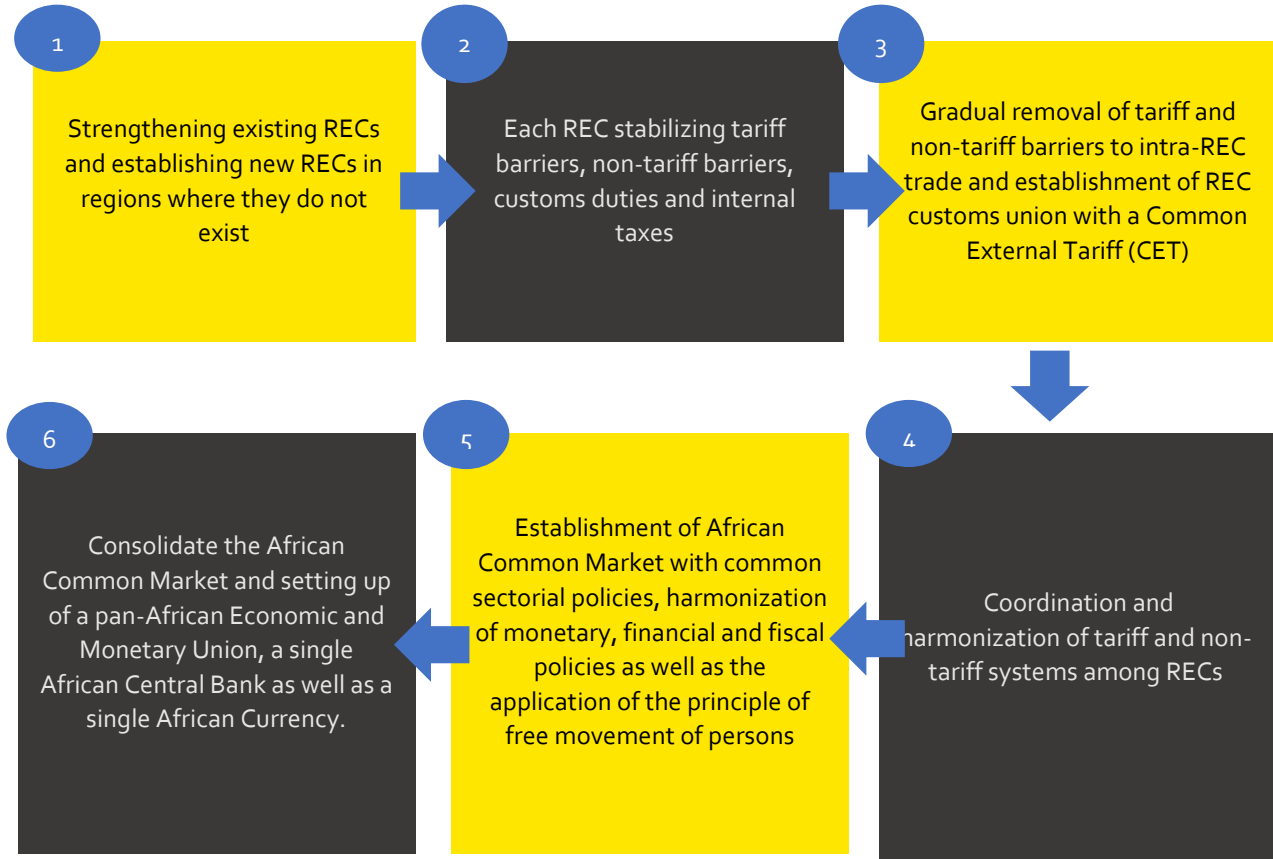 1
Strengthening existing RECs
and establishing new RECs in
regions where they do not
exist
2
Each REC stabilizing tariff
barriers, non-tariff barriers,
customs duties and internal
taxes
3
Gradual removal of tariff and
non-tariff barriers to intra-REC
trade and establishment of REC
customs union with a Common
External Tariff (CET)
4
Coordination and
harmonization of tariff and non-
tariff systems among RECs
5
Establishment of African
Common Market with common
sectorial policies, harmonization
of monetary, financial and fiscal
policies as well as the
application of the principle of
free movement of persons
6
Consolidate the African
Common Market and setting up
of a pan-African Economic and
Monetary Union, a single
African Central Bank as well as a
single African Currency.